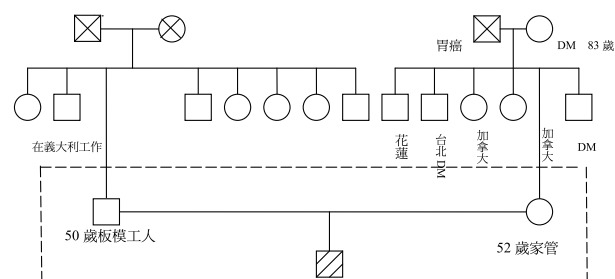 胃癌
DM 83 歲
在義大利工作
花蓮
台北 DM
加拿大
加拿大
DM
50 歲板模工人
52 歲家管